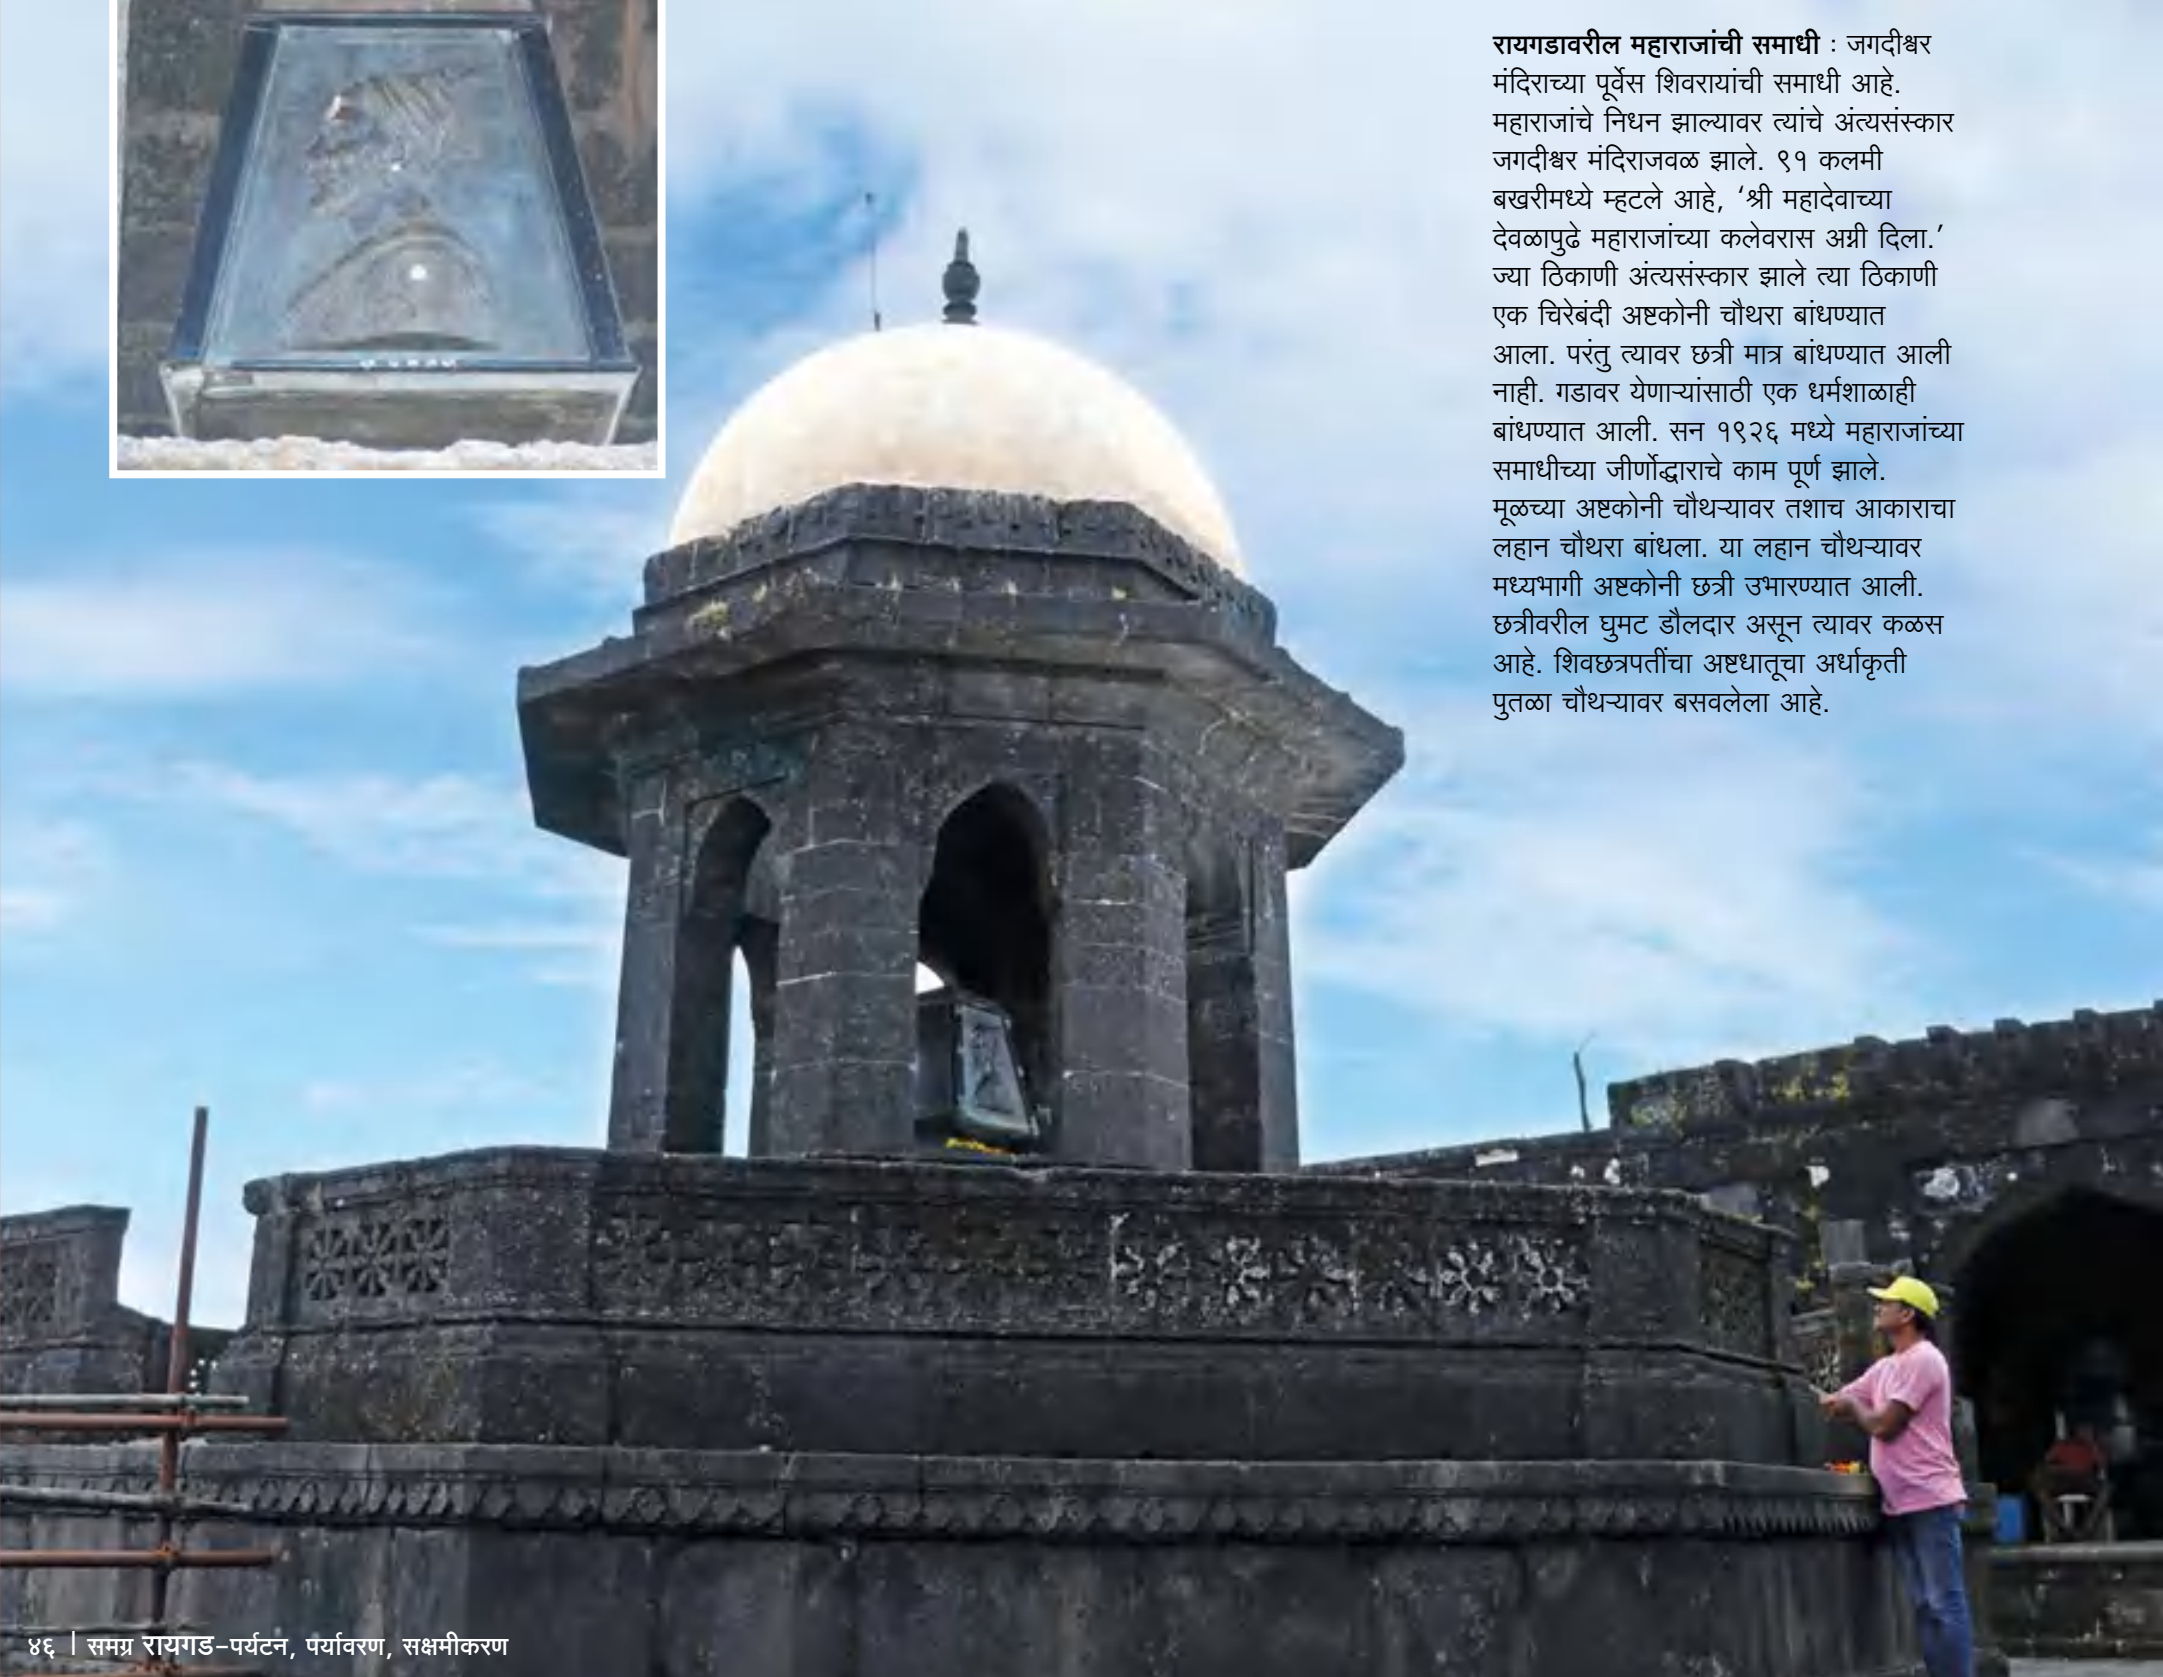 रायगडावरील महाराजांची समाधी : जगदीश्वर
मंदिराच्या पूर्वेस शिवरायांची समाधी आहे.
महाराजांचे निधन झाल्यावर त्यांचे अंत्यसंस्कार
जगदीश्वर मंदिराजवळ झाले. ९१ कलमी
बखरीमध्ये म्हटले आहे, ‘श्री महादेवाच्या
देवळापुढे महाराजांच्या कलेवरास अग्नी दिला.’
ज्या ठिकाणी अंत्यसंस्कार झाले त्या ठिकाणी
एक चिरेबंदी अष्टकोनी चौथरा बांधण्यात
आला. परंतु त्यावर छत्री मात्र बांधण्यात आली
नाही. गडावर येणाऱ्यांसाठी एक धर्मशाळाही
बांधण्यात आली. सन १९२६ मध्ये महाराजांच्या
समाधीच्या जीर्णोद्धाराचे काम पूर्ण झाले.
मूळच्या अष्टकोनी चौथऱ्यावर तशाच आकाराचा
लहान चौथरा बांधला. या लहान चौथऱ्यावर
मध्यभागी अष्टकोनी छत्री उभारण्यात आली.
छत्रीवरील घुमट डौलदार असून त्यावर कळस
आहे. शिवछत्रपतींचा अष्टधातूचा अर्धाकृती
पुतळा चौथऱ्यावर बसवलेला आहे.
४६ | समग्र रायगड-पर्यटन, पर्यावरण, सक्षमीकरण